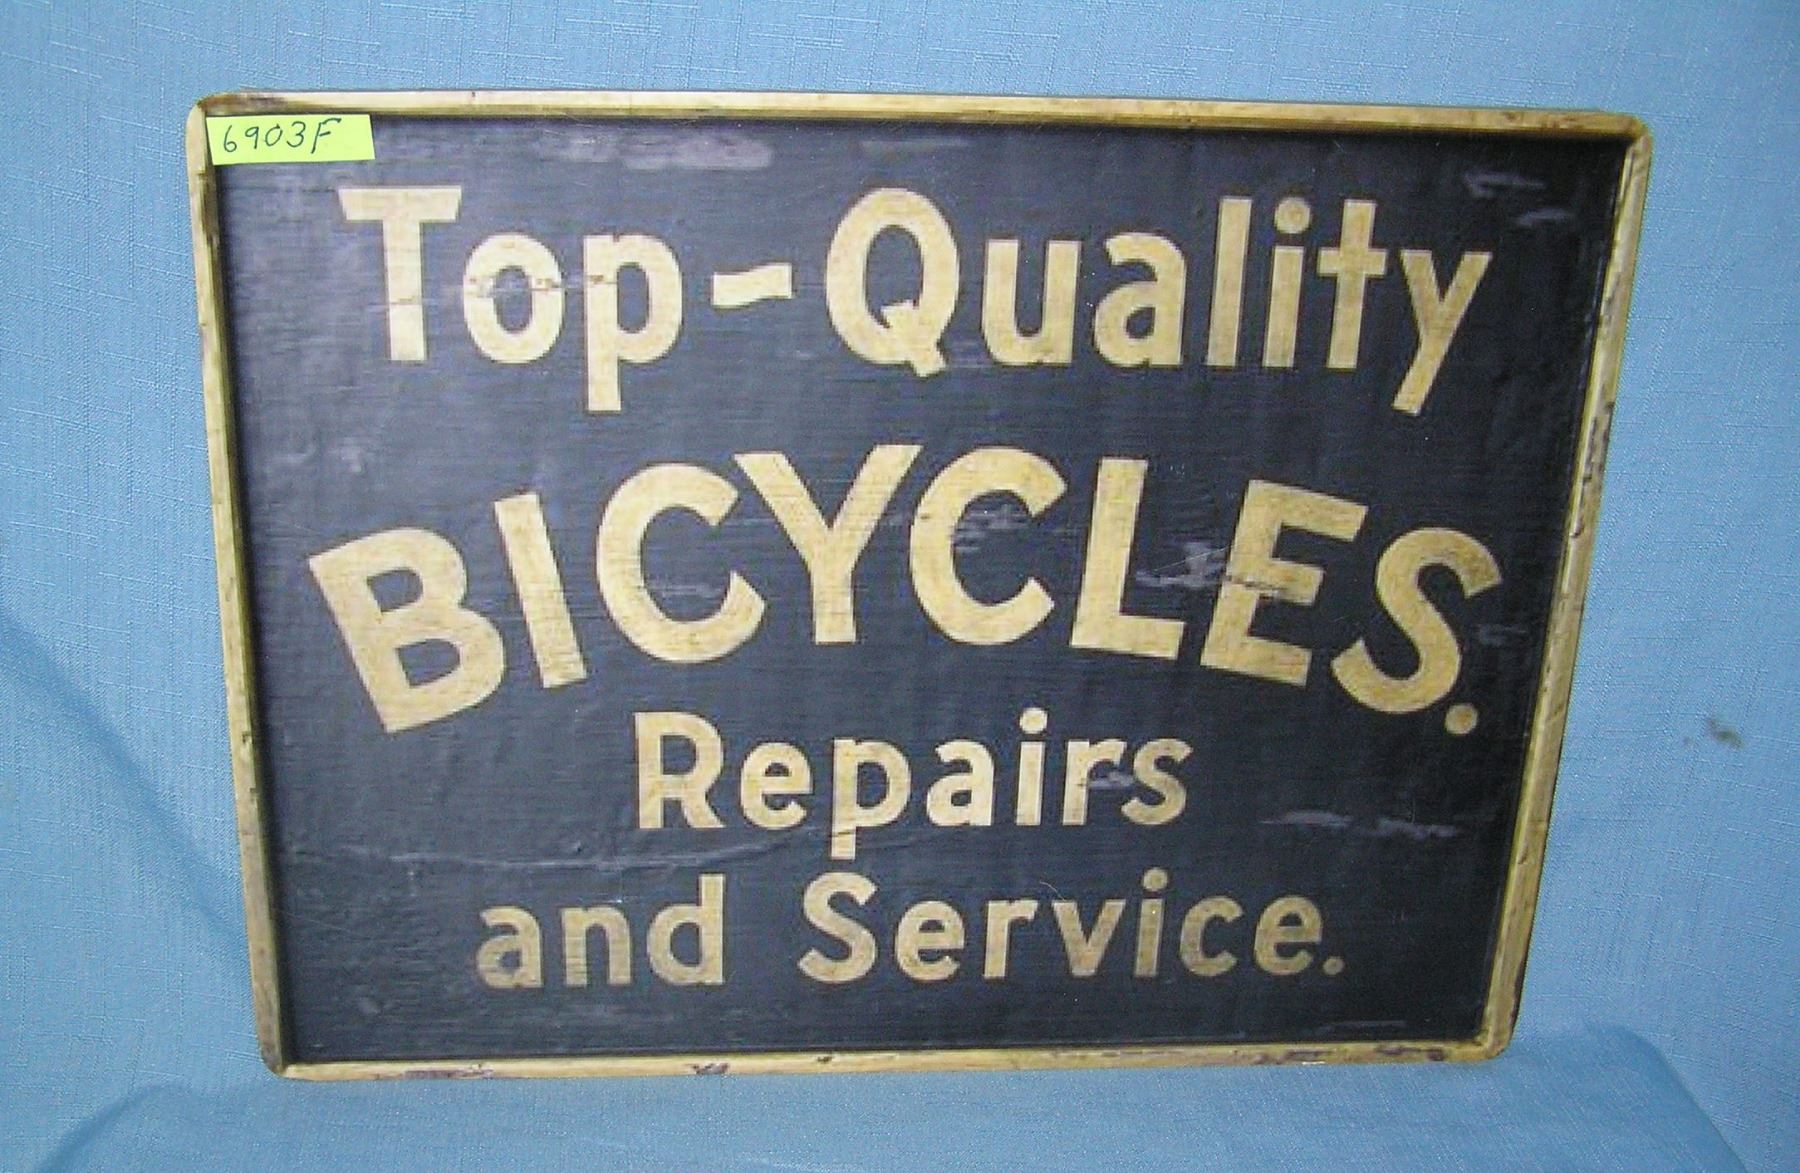 6903F
Top-Quality
BICYCLES.
Repairs
and Service.